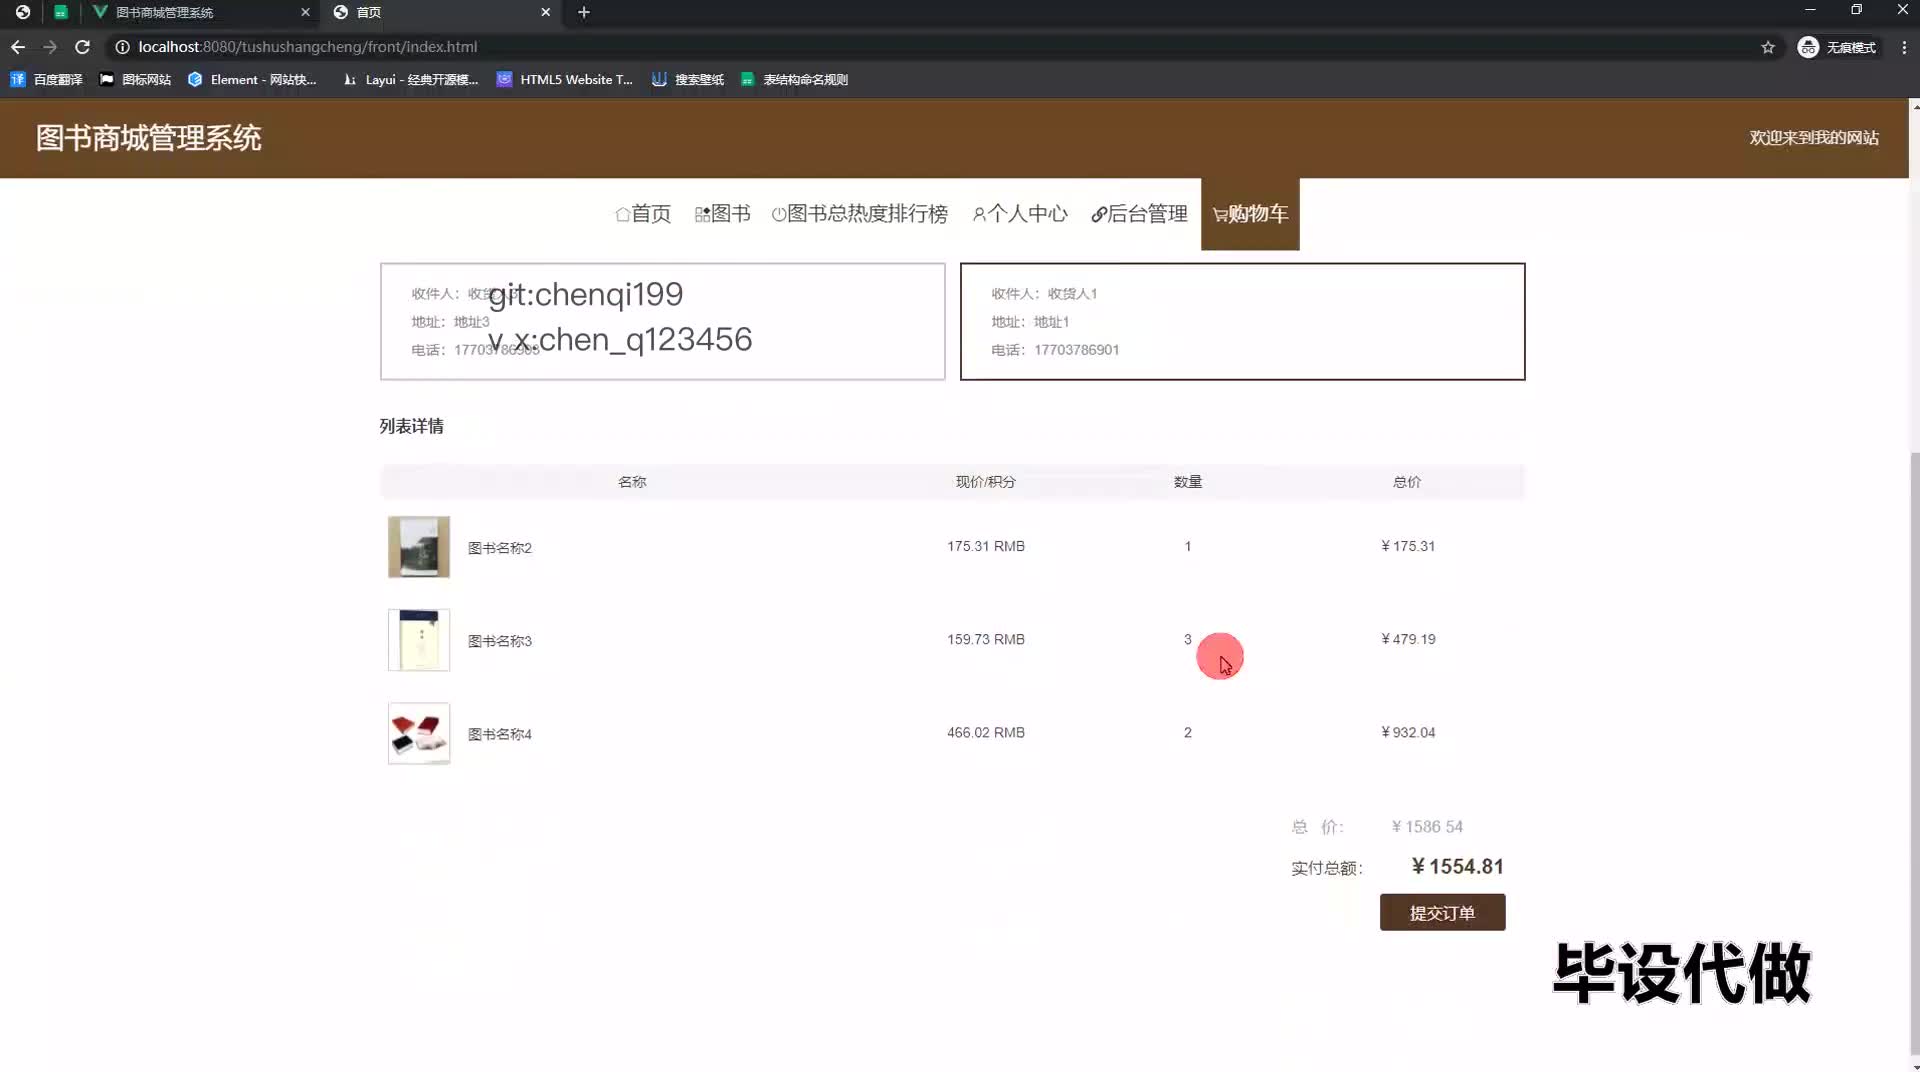 图书商城管理系统
首页
localhost:8080/tushushangcheng/front/index.html
无痕模式
百度翻译
图标网站
Element - 网站快...
Layui - 经典开源模...
HTML5 Website T...
搜索壁纸
表结构命名规则
图书商城管理系统
欢迎来到我的网站
首页
图书
图书总热度排行榜
个人中心
后台管理
购物车
收件人：收货人3
地址：地址3
电话：17703786903
git:chenqi199
v x:chen_q123456
收件人：收货人1
地址：地址1
电话：17703786901
列表详情
名称 现价/积分 数量 总价
图书名称2 175.31 RMB 1 ¥ 175.31
图书名称3 159.73 RMB 3 ¥ 479.19
图书名称4 466.02 RMB 2 ¥ 932.04
总 价： ¥ 1586 54
实付总额： ¥ 1554.81
提交订单
毕设代做